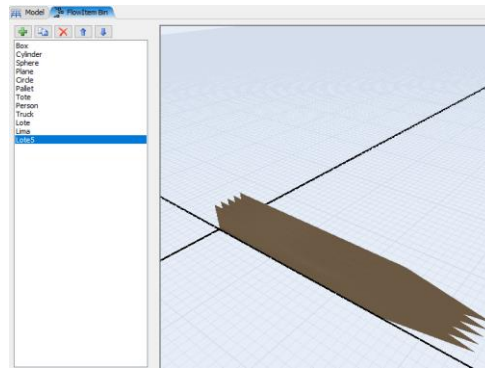 Model FlowItem Bin
Box
Cylinder
Sphere
Plane
Circle
Pallet
Tote
Person
Truck
Lote
Lima
Lote5